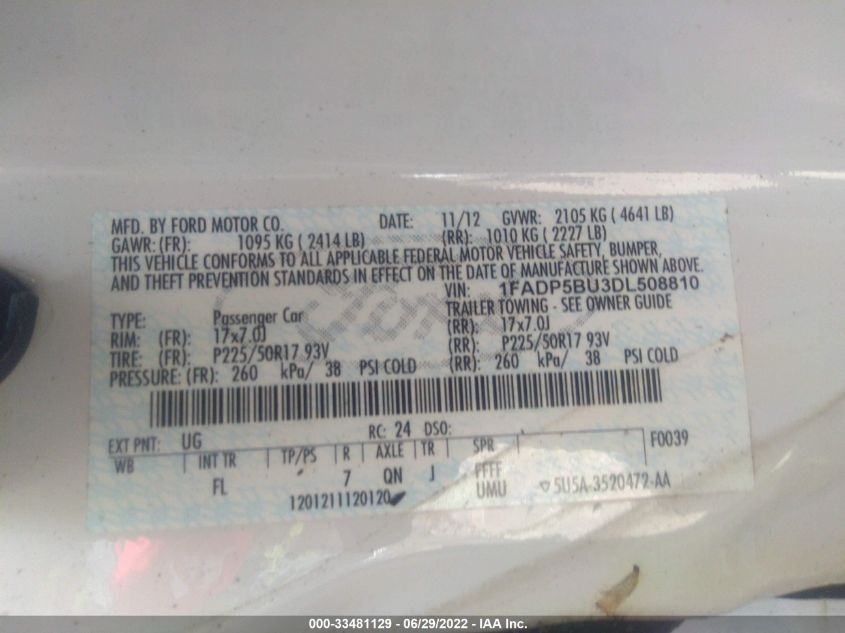 MFD. BY FORD MOTOR CO. DATE: 11/12 GVWR: 2105 KG ( 4641 LB)
GAWR: (FR): 1095 KG ( 2414 LB) (RR): 1010 KG ( 2227 LB)
THIS VEHICLE CONFORMS TO ALL APPLICABLE FEDERAL MOTOR VEHICLE SAFETY, BUMPER,
AND THEFT PREVENTION STANDARDS IN EFFECT ON THE DATE OF MANUFACTURE SHOWN ABOVE.
VIN: 1FADP5BU3DL508810
TRAILER TOWING - SEE OWNER GUIDE
TYPE: Passenger Car
RIM: (FR): 17x7.0J (RR): 17x7.0J
TIRE: (FR): P225/50R17 93V (RR): P225/50R17 93V
PRESSURE: (FR): 260 kPa/ 38 PSI COLD (RR): 260 kPa/ 38 PSI COLD
EXT PNT: UG RC: 24 DSO: F0039
WB INT TR TP/PS R AXLE TR SPR
FL 7 QN J FFFF
UMU
1201211120120 ▽ 5U5A-3520472-AA
000-33481129 - 06/29/2022 - IAA Inc.